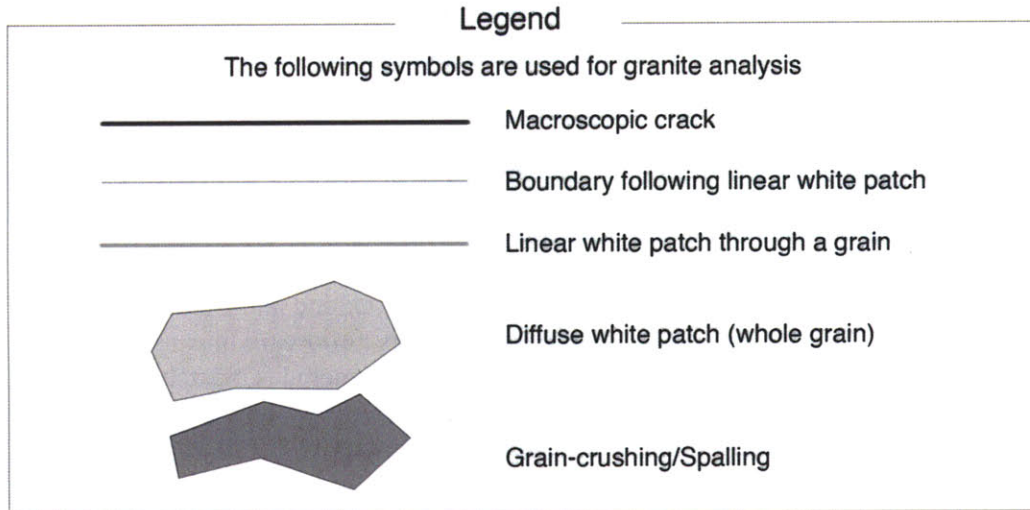 Legend
The following symbols are used for granite analysis
Macroscopic crack
Boundary following linear white patch
Linear white patch through a grain
Diffuse white patch (whole grain)
Grain-crushing/Spalling